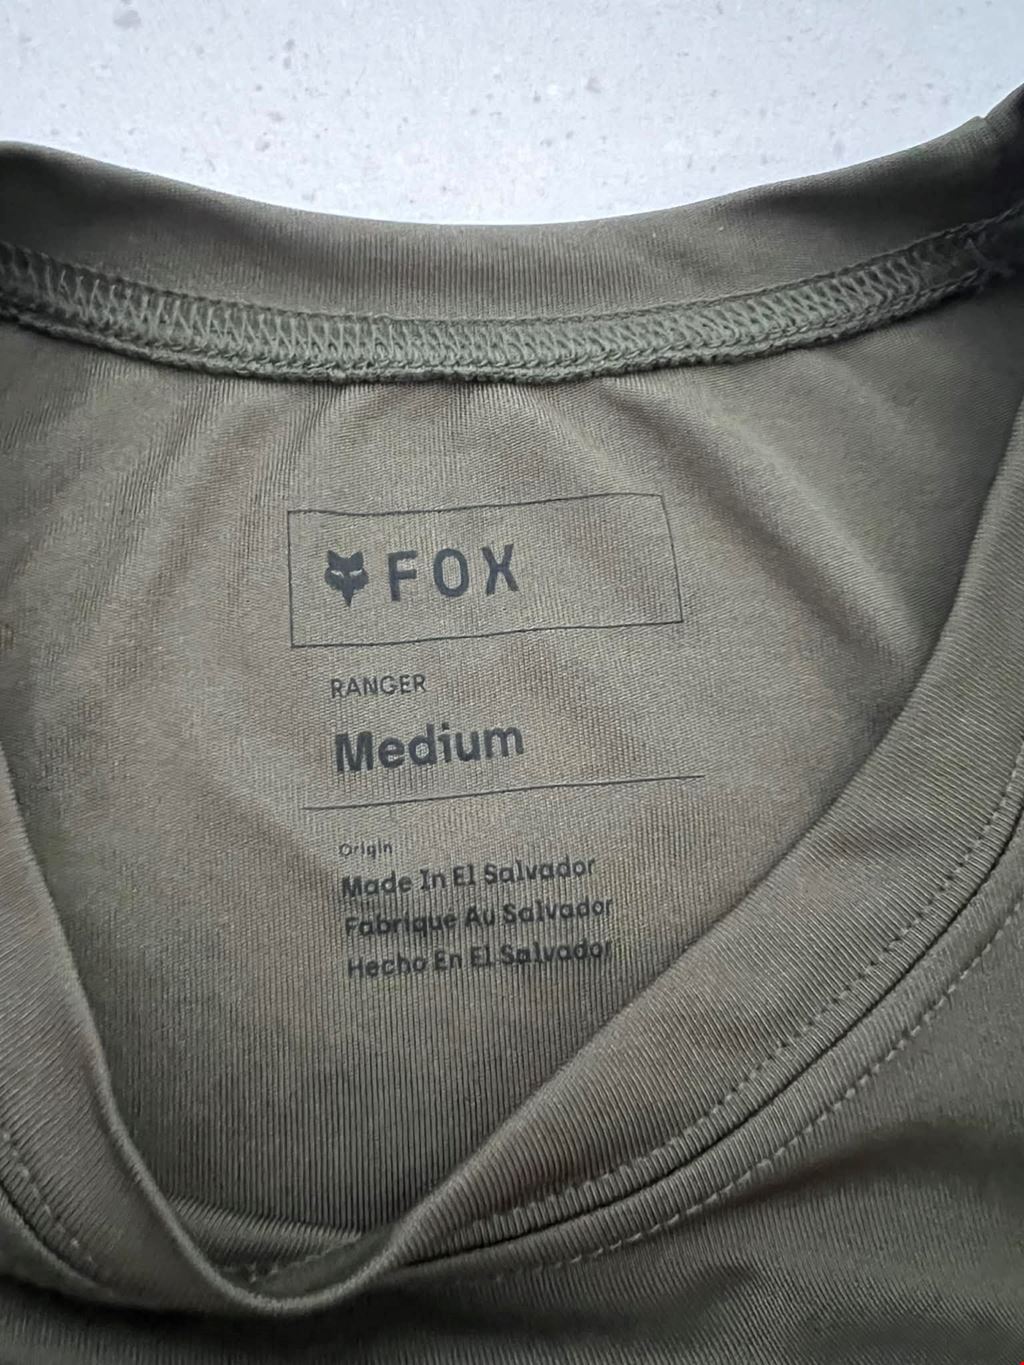 FOX
RANGER
Medium
Origin
Made In El Salvador
Fabrique Au Salvador
Hecho En El Salvador